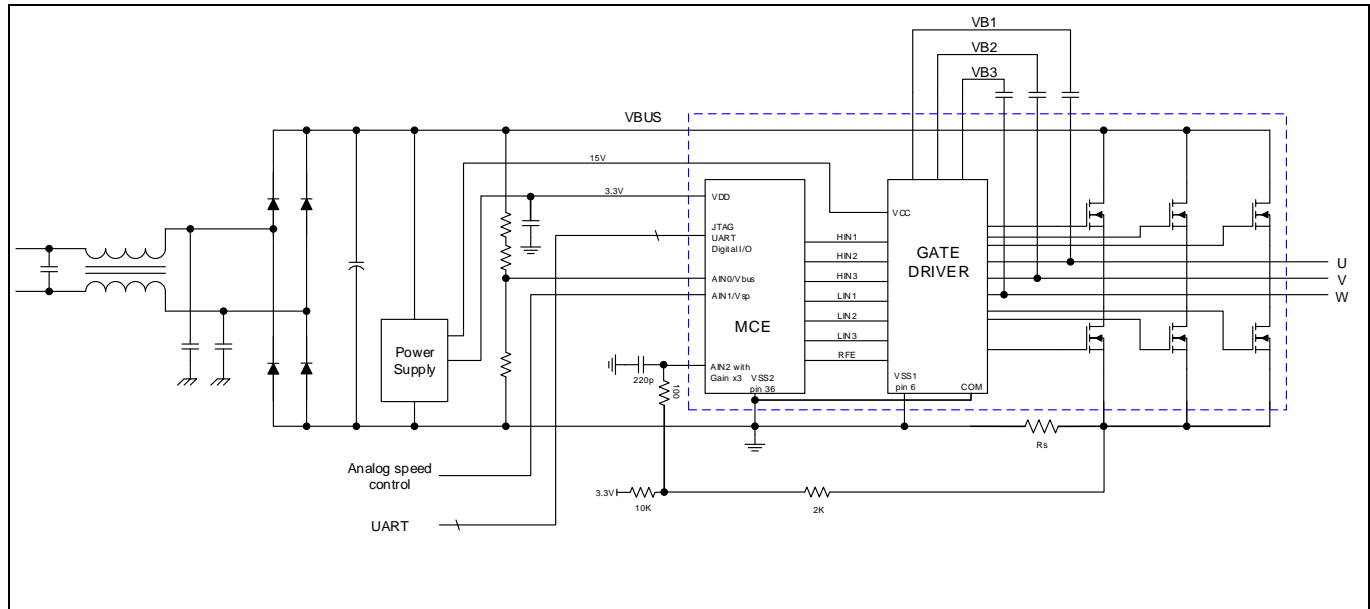 VB1
VB2
VB3
VBUS
15V
3.3V
VDD
VCC
JTAG
UART
Digital I/O
HIN1
HIN2
HIN3
LIN1
LIN2
LIN3
RFE
GATE
DRIVER
AIN0/Vbus
AIN1/Vsp
MCE
U
V
W
Power
Supply
AIN2 with
Gain x3
VSS2
pin 36
VSS1
pin 6
COM
220p
100
Rs
Analog speed
control
3.3V
10K
2K
UART